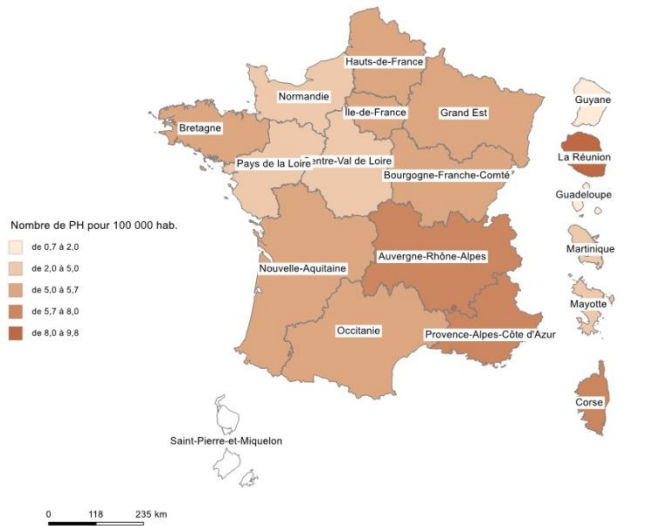 Hauts-de-France
Normandie
Île-de-France
Grand Est
Bretagne
Pays de la Loire
entre-Val de Loire
Bourgogne-Franche-Comté
Auvergne-Rhône-Alpes
Nouvelle-Aquitaine
Occitanie
Provence-Alpes-Côte d'Azur
Guyane
La Réunion
Guadeloupe
Martinique
Mayotte
Corse
Saint-Pierre-et-Miquelon
Nombre de PH pour 100 000 hab.
de 0,7 à 2,0
de 2,0 à 5,0
de 5,0 à 5,7
de 5,7 à 8,0
de 8,0 à 9,8
0 118 235 km